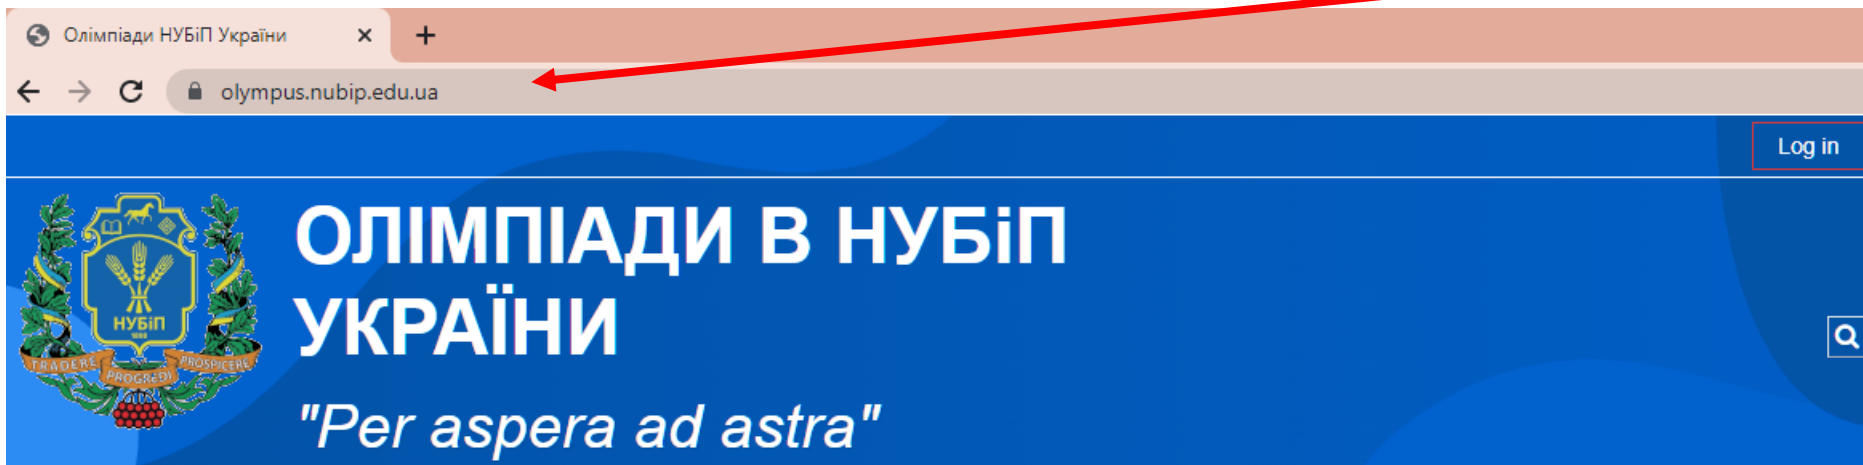 Олімпіади НУБіП України
olympus.nubip.edu.ua
Log in
ОЛІМПІАДИ В НУБіП
УКРАЇНИ
"Per aspera ad astra"
НУБіП
1898
TRADERE
PROGREDI
PROSPICERE